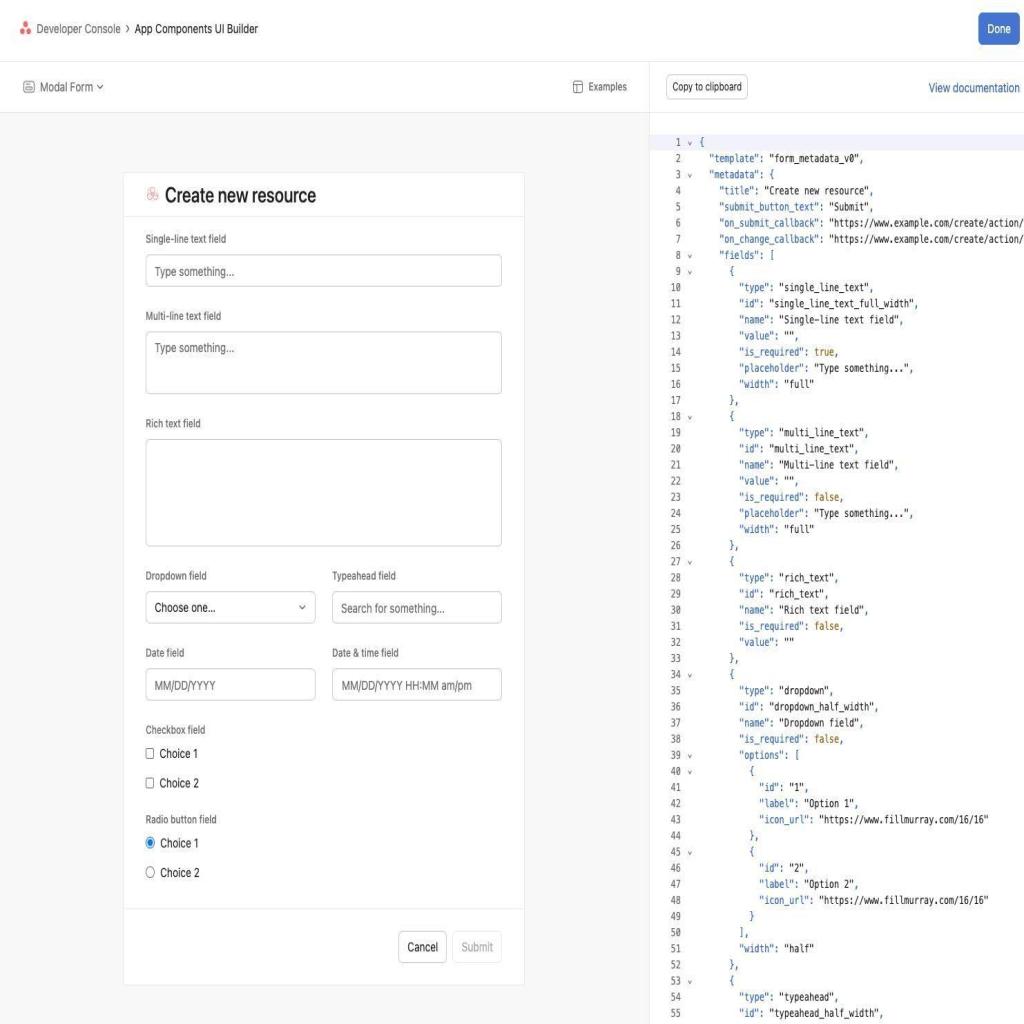 Developer Console › App Components UI Builder
Done
Modal Form
Examples
Copy to clipboard
View documentation
Create new resource
Single-line text field
Type something...
Multi-line text field
Type something...
Rich text field
Dropdown field
Typeahead field
Choose one...
Search for something...
Date field
Date & time field
MM/DD/YYYY
MM/DD/YYYY HH:MM am/pm
Checkbox field
Choice 1
Choice 2
Radio button field
Choice 1
Choice 2
Cancel
Submit
1 {
2 "template": "form_metadata_v0",
3 "metadata": {
4 "title": "Create new resource",
5 "submit_button_text": "Submit",
6 "on_submit_callback": "https://www.example.com/create/action/
7 "on_change_callback": "https://www.example.com/create/action/
8 "fields": [
9 {
10 "type": "single_line_text",
11 "id": "single_line_text_full_width",
12 "name": "Single-line text field",
13 "value": "",
14 "is_required": true,
15 "placeholder": "Type something...",
16 "width": "full"
17 },
18 {
19 "type": "multi_line_text",
20 "id": "multi_line_text",
21 "name": "Multi-line text field",
22 "value": "",
23 "is_required": false,
24 "placeholder": "Type something...",
25 "width": "full"
26 },
27 {
28 "type": "rich_text",
29 "id": "rich_text",
30 "name": "Rich text field",
31 "is_required": false,
32 "value": ""
33 },
34 {
35 "type": "dropdown",
36 "id": "dropdown_half_width",
37 "name": "Dropdown field",
38 "is_required": false,
39 "options": [
40 {
41 "id": "1",
42 "label": "Option 1",
43 "icon_url": "https://www.fillmurray.com/16/16"
44 },
45 {
46 "id": "2",
47 "label": "Option 2",
48 "icon_url": "https://www.fillmurray.com/16/16"
49 }
50 ],
51 "width": "half"
52 },
53 {
54 "type": "typeahead",
55 "id": "typeahead_half_width",